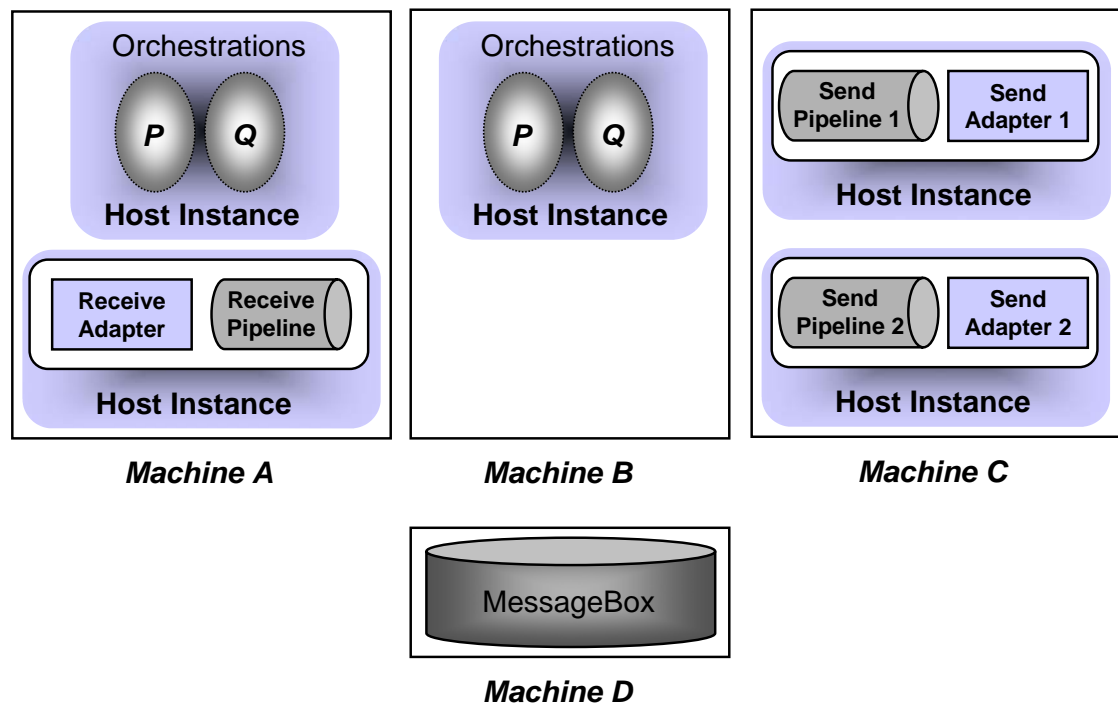 Orchestrations
P Q
Host Instance
Receive
Adapter
Receive
Pipeline
Host Instance
Machine A
Orchestrations
P Q
Host Instance
Machine B
Send
Pipeline 1
Send
Adapter 1
Host Instance
Send
Pipeline 2
Send
Adapter 2
Host Instance
Machine C
MessageBox
Machine D